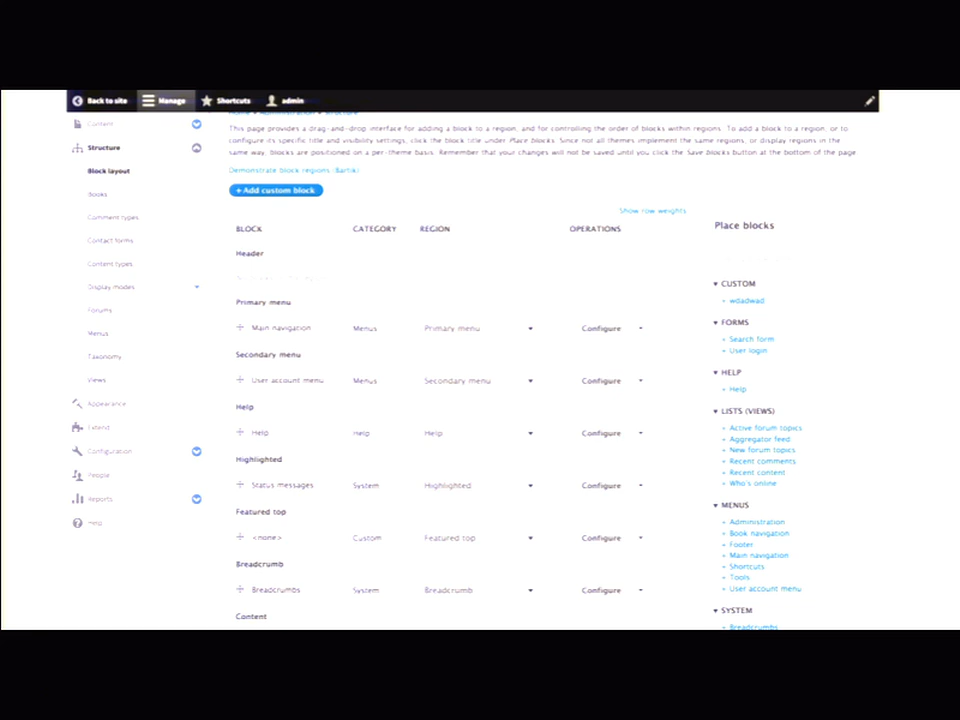 Back to site Manage Shortcuts admin
Home Administration Structure
This page provides a drag-and-drop interface for adding a block to a region, and for controlling the order of blocks within regions. To add a block to a region, or to
configure its specific title and visibility settings, click the block title under Place blocks. Since not all themes implement the same regions, or display regions in the
same way, blocks are positioned on a per-theme basis. Remember that your changes will not be saved until you click the Save blocks button at the bottom of the page
Demonstrate block regions (Bartik)
+ Add custom block
Show row weights
Content
Structure
Block layout
Books
Comment types
Contact forms
Content types
Display modes
Forums
Menus
Taxonomy
Views
Appearance
Extend
Configuration
People
Reports
Help
BLOCK CATEGORY REGION OPERATIONS
Header
Primary menu
Main navigation Menus Primary menu Configure
Secondary menu
User account menu Menus Secondary menu Configure
Help
Help Help Help Configure
Highlighted
Status messages System Highlighted Configure
Featured top
<none> Custom Featured top Configure
Breadcrumb
Breadcrumbs System Breadcrumb Configure
Content
Place blocks
CUSTOM
+ wdadwad
FORMS
+ Search form
+ User login
HELP
+ Help
LISTS (VIEWS)
+ Active forum topics
+ Aggregator feed
+ New forum topics
+ Recent comments
+ Recent content
+ Who's online
MENUS
+ Administration
+ Book navigation
+ Footer
+ Main navigation
+ Shortcuts
+ Tools
+ User account menu
SYSTEM
+ Breadcrumbs